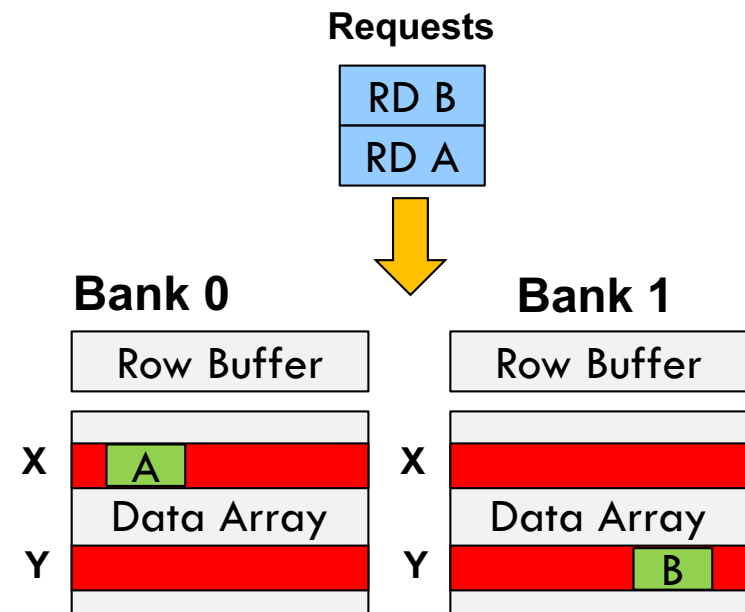 Requests
RD B
RD A
Bank 0
Bank 1
Row Buffer
Row Buffer
X
A
X
Data Array
Data Array
Y
Y
B